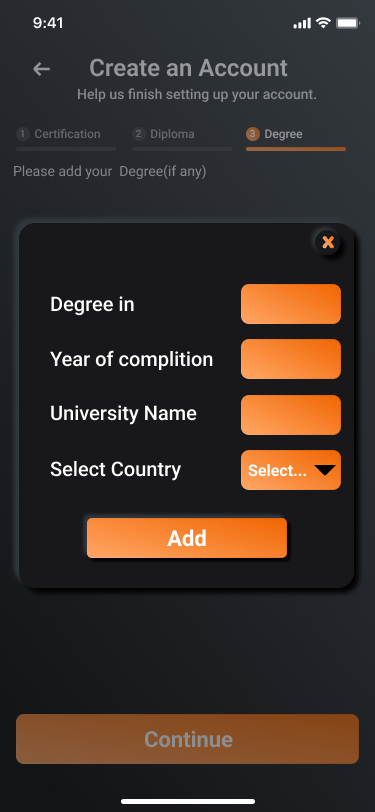 9:41
Create an Account
Help us finish setting up your account.
1 Certification 2 Diploma 3 Degree
Please add your Degree(if any)
X
Degree in
Year of complition
University Name
Select Country Select...
Add
Continue